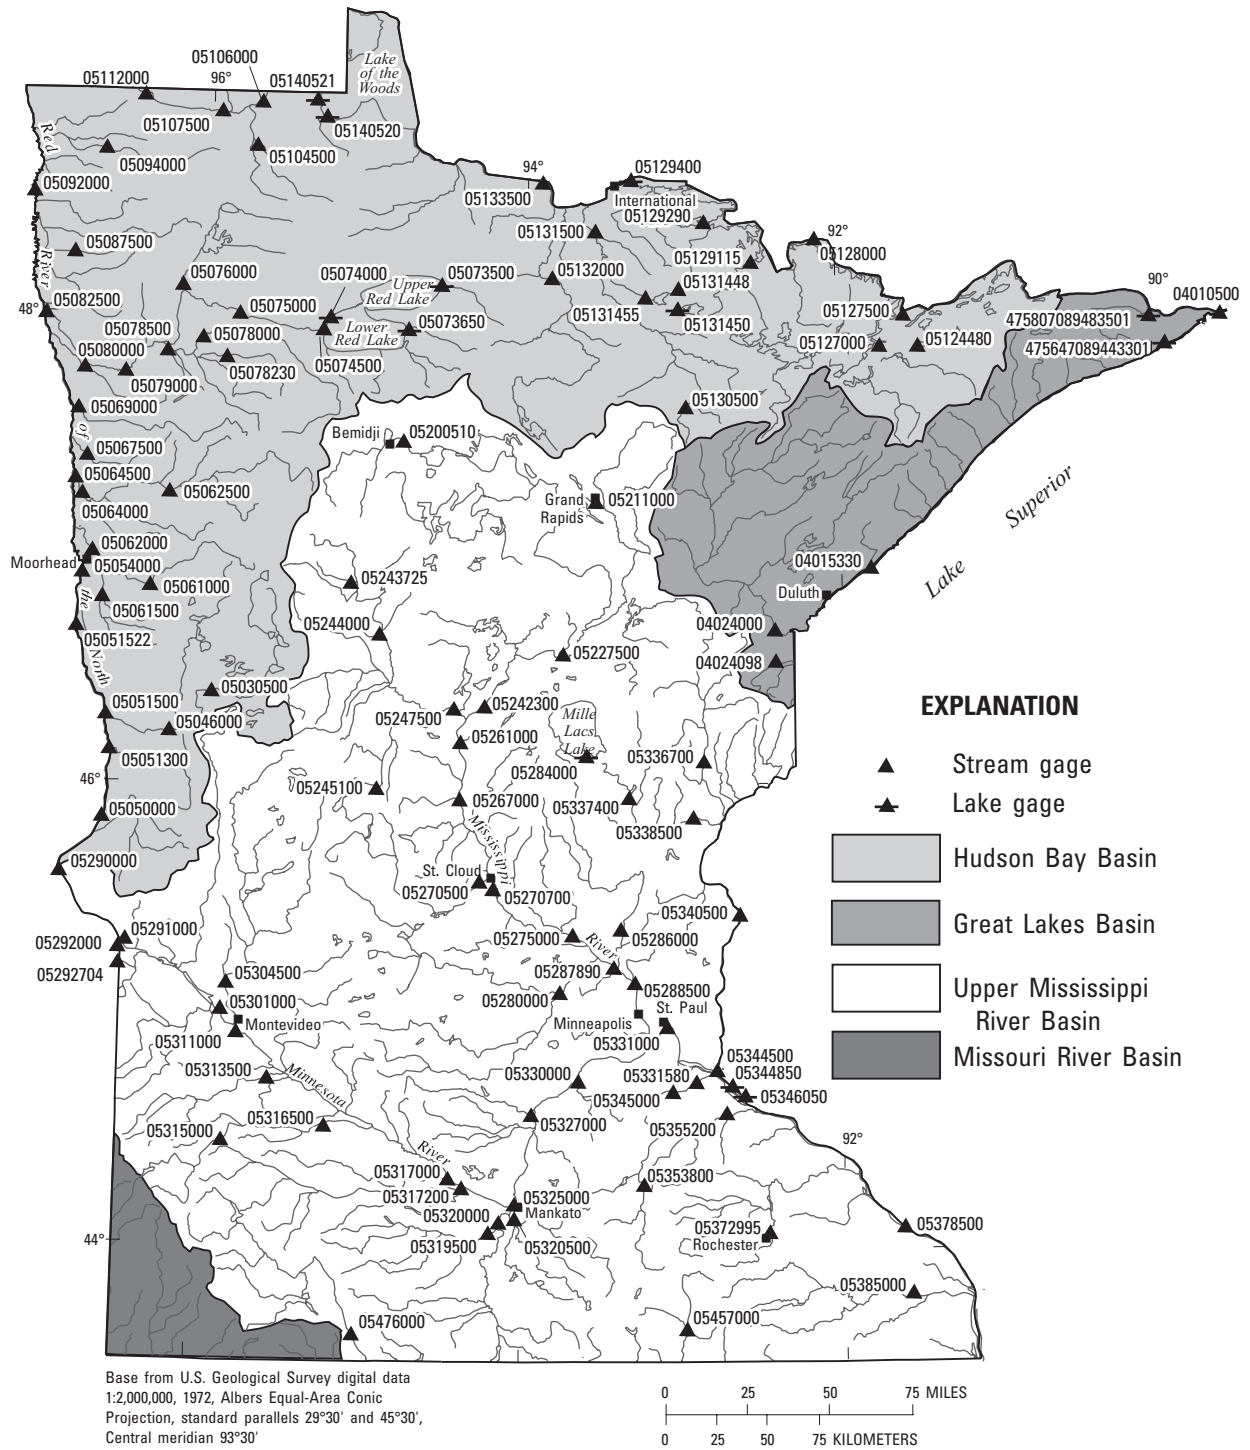 05106000
05112000
96°
05140521
Lake
of the
Woods
05107500
05140520
Red
05094000
05104500
94°
05129400
05092000
05133500
International
05129290
River
05087500
05131500
92°
05128000
05129115
05076000
05074000
05073500
05132000
05131448
Upper
Red Lake
90°
48°
05082500
05075000
05131455
05127500
04010500
05078500
05078000
Lower
Red Lake
05073650
05131450
475807089483501
05080000
05127000
05124480
475647089443301
05078230
05074500
05079000
05069000
05130500
of
Bemidji
05200510
05067500
05064500
05062500
Grand
Rapids
05211000
Superior
05064000
05062000
Moorhead
05054000
04015330
05061000
05243725
Lake
the
Duluth
05061500
05244000
04024000
05051522
05227500
04024098
North
05030500
05051500
05242300
05247500
Mille
Lacs
Lake
05046000
05261000
05336700
05051300
05284000
46°
05245100
05267000
05337400
05050000
05338500
Mississippi
05290000
St. Cloud
05270500
05270700
05340500
05291000
05292000
05275000
River
05286000
05292704
05304500
05287890
05288500
05301000
05280000
St. Paul
Montevideo
Minneapolis
05311000
05331000
05344500
05313500
Minnesota
05330000
05331580
05344850
05345000
05346050
05316500
05327000
05355200
05315000
92°
River
05317000
05353800
05317200
05325000
05320000
Mankato
05372995
05378500
44°
05319500
05320500
Rochester
05385000
05476000
05457000
EXPLANATION
Stream gage
Lake gage
Hudson Bay Basin
Great Lakes Basin
Upper Mississippi
River Basin
Missouri River Basin
Base from U.S. Geological Survey digital data
1:2,000,000, 1972, Albers Equal-Area Conic
Projection, standard parallels 29°30' and 45°30',
Central meridian 93°30'
0 25 50 75 MILES
0 25 50 75 KILOMETERS